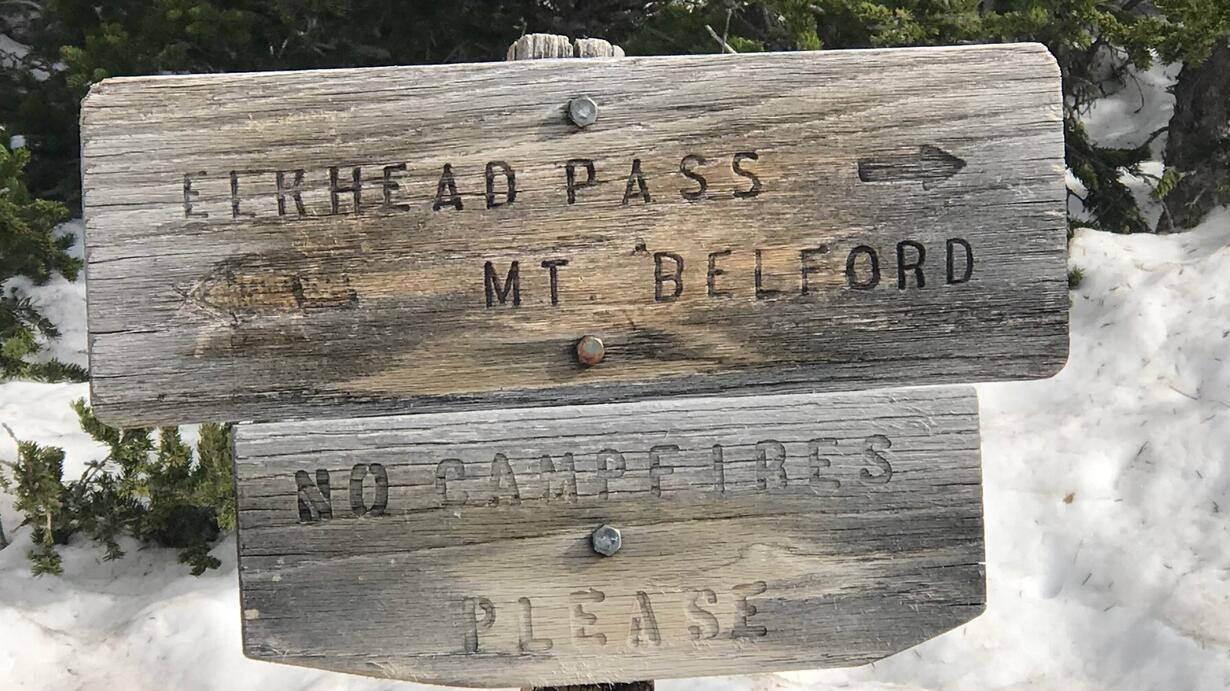 ELKHEAD PASS
MT BELFORD
NO CAMPFIRES
PLEASE